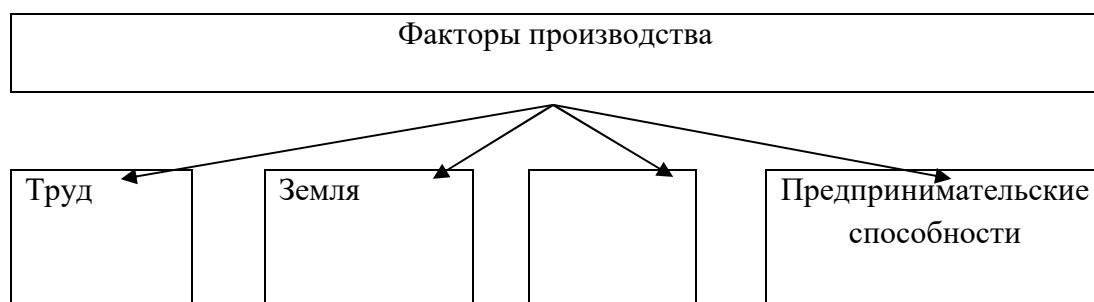 Факторы производства
Труд
Земля
Предпринимательские
способности